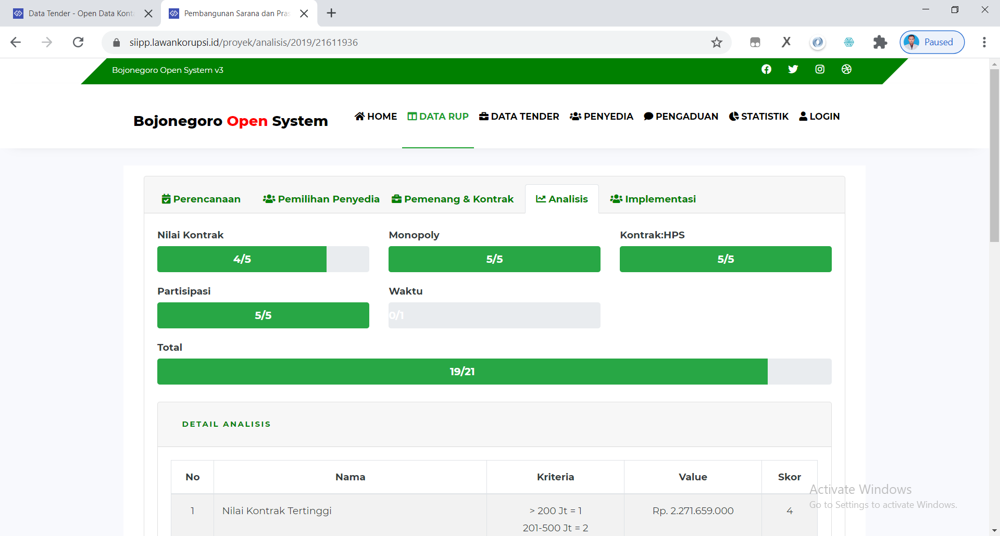 Data Tender - Open Data Kont
Pembangunan Sarana dan Pras
siipp.lawankorupsi.id/proyek/analisis/2019/21611936
Paused
Bojonegoro Open System v3
Bojonegoro Open System
HOME
DATA RUP
DATA TENDER
PENYEDIA
PENGADUAN
STATISTIK
LOGIN
Perencanaan
Pemilihan Penyedia
Pemenang & Kontrak
Analisis
Implementasi
Nilai Kontrak
4/5
Monopoly
5/5
Kontrak:HPS
5/5
Partisipasi
5/5
Waktu
0/1
Total
19/21
DETAIL ANALISIS
No
Nama
Kriteria
Value
Skor
1
Nilai Kontrak Tertinggi
> 200 Jt = 1
201-500 Jt = 2
Rp. 2.271.659.000
4
Activate Windows
Go to Settings to activate Windows.